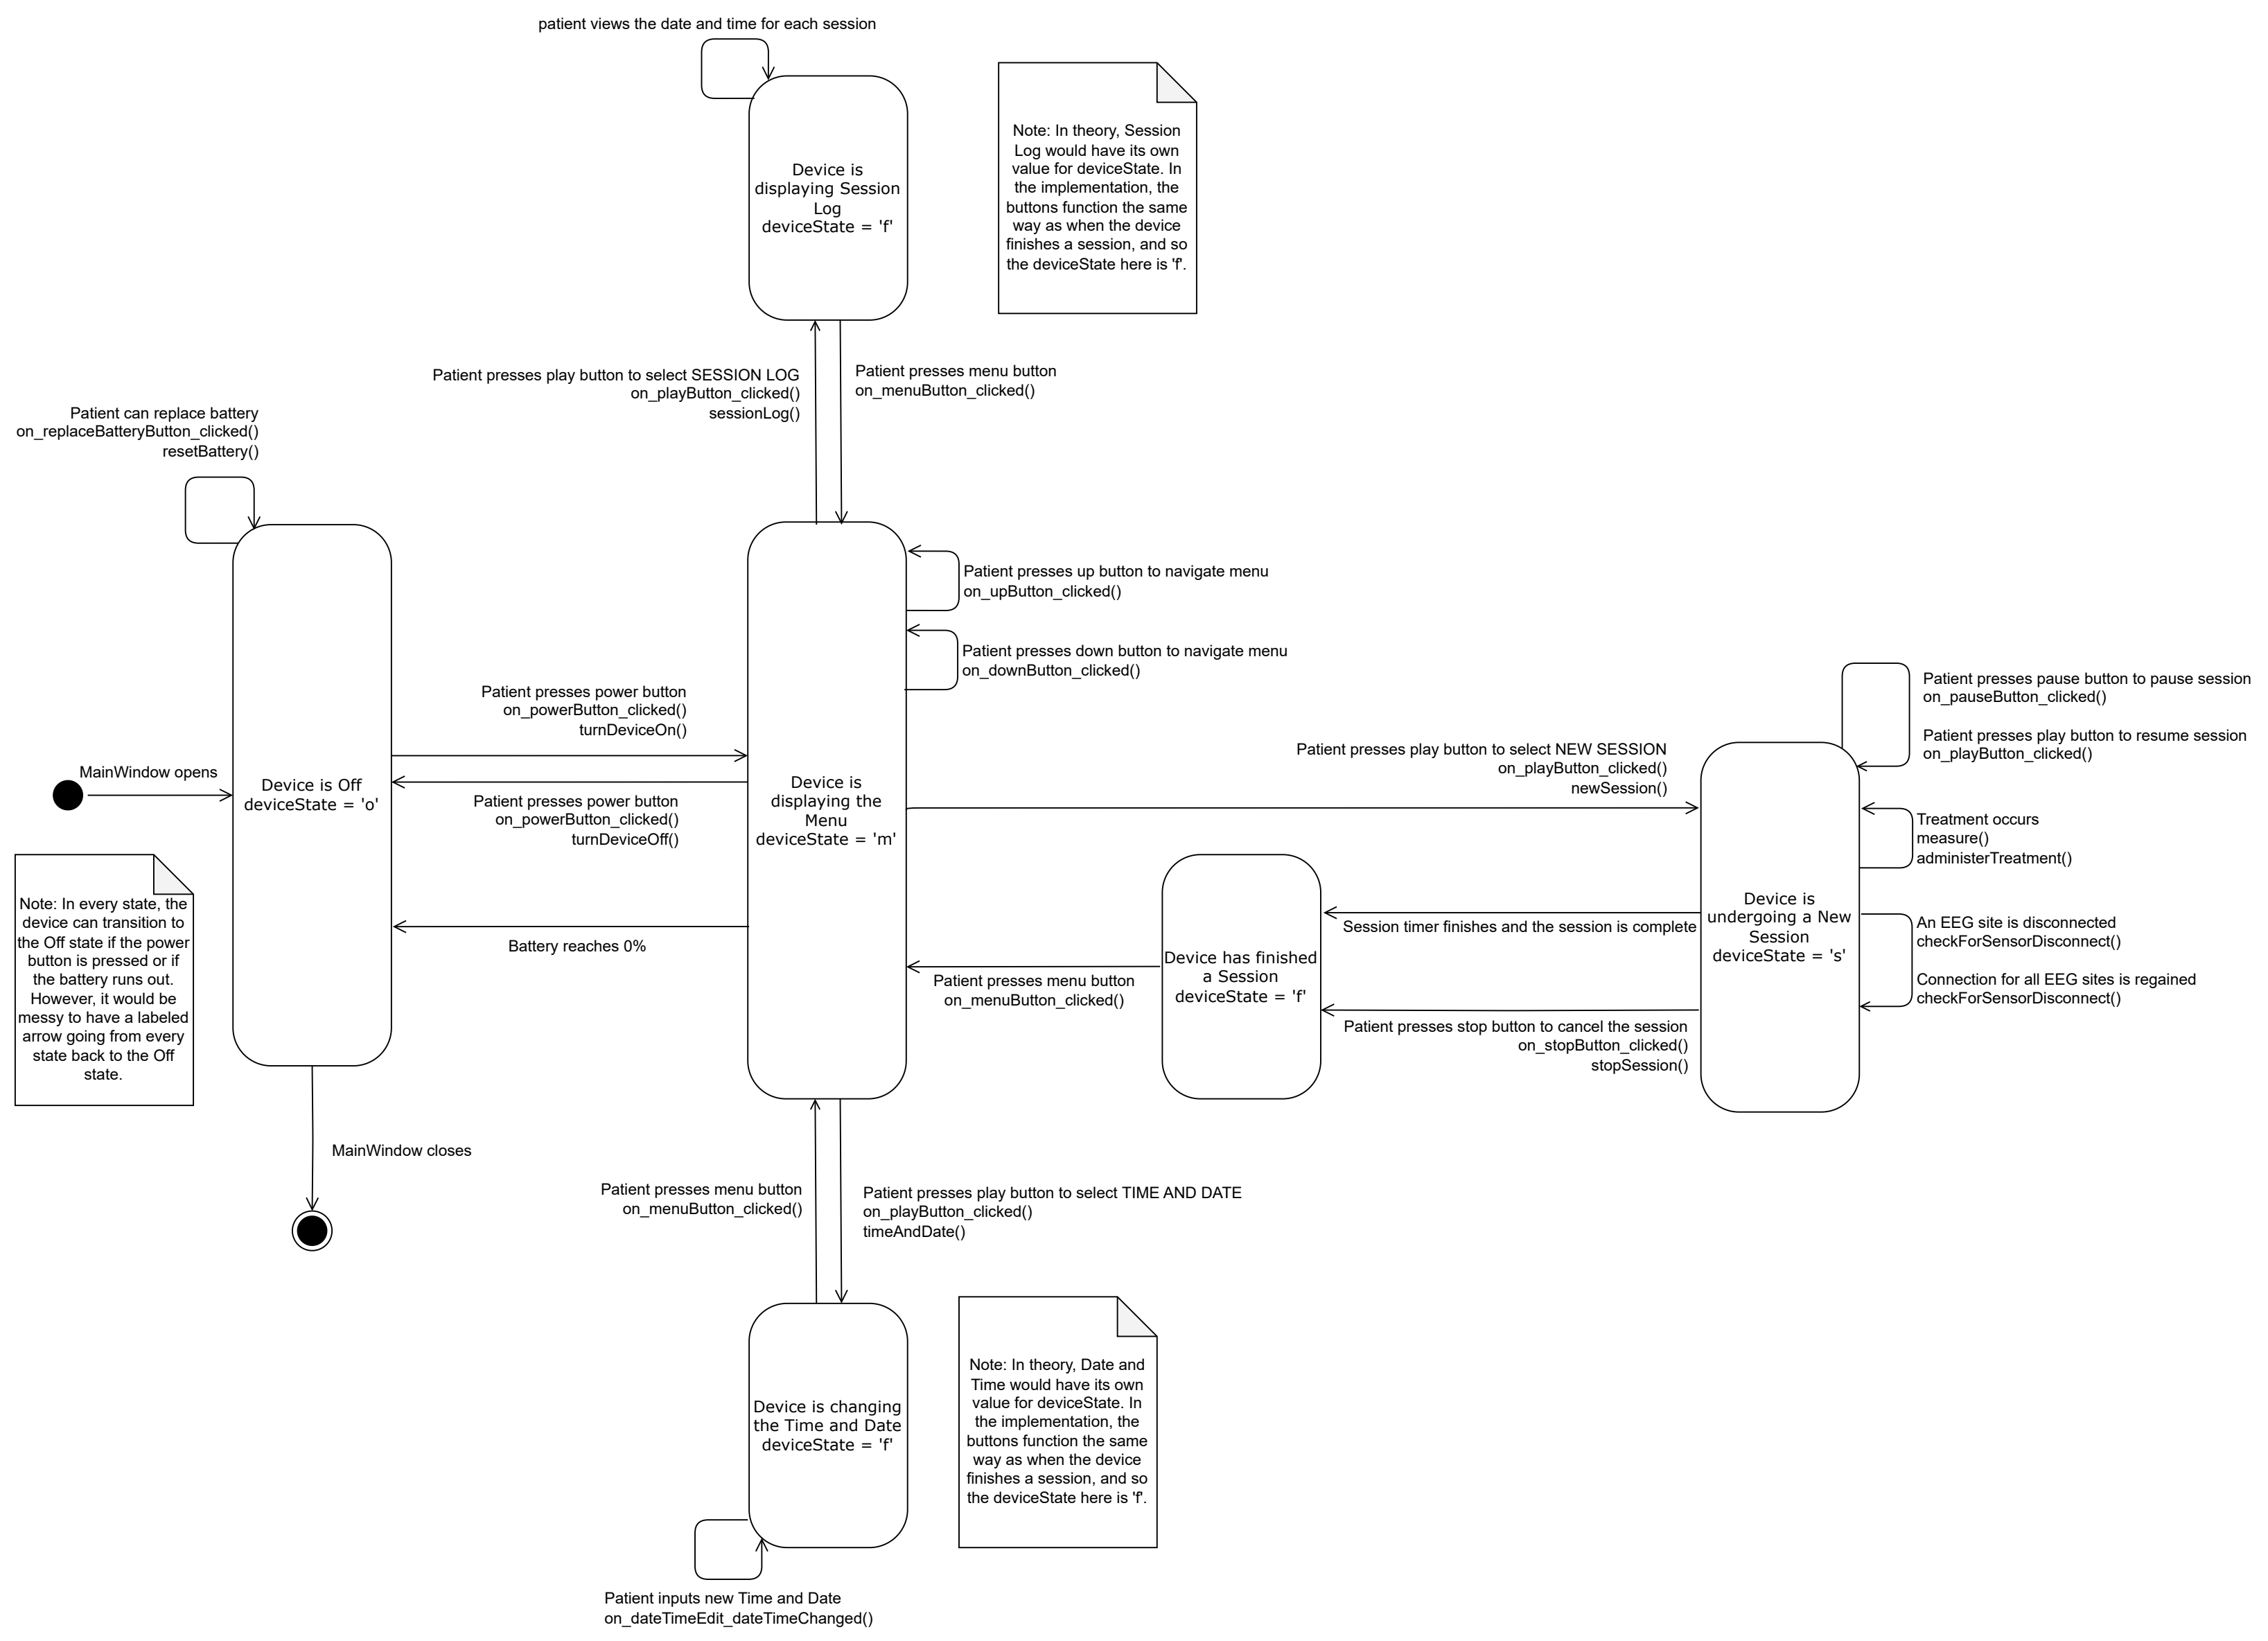 patient views the date and time for each session
Device is
displaying Session
Log
deviceState = 'f'
Note: In theory, Session
Log would have its own
value for deviceState. In
the implementation, the
buttons function the same
way as when the device
finishes a session, and so
the deviceState here is 'f'.
Patient presses play button to select SESSION LOG
on_playButton_clicked()
sessionLog()
Patient presses menu button
on_menuButton_clicked()
Patient can replace battery
on_replaceBatteryButton_clicked()
resetBattery()
Patient presses up button to navigate menu
on_upButton_clicked()
Patient presses down button to navigate menu
on_downButton_clicked()
Patient presses power button
on_powerButton_clicked()
turnDeviceOn()
MainWindow opens
Device is Off
deviceState = 'o'
Patient presses power button
on_powerButton_clicked()
turnDeviceOff()
Device is
displaying the
Menu
deviceState = 'm'
Battery reaches 0%
Note: In every state, the
device can transition to
the Off state if the power
button is pressed or if
the battery runs out.
However, it would be
messy to have a labeled
arrow going from every
state back to the Off
state.
Patient presses play button to select NEW SESSION
on_playButton_clicked()
newSession()
Patient presses pause button to pause session
on_pauseButton_clicked()
Patient presses play button to resume session
on_playButton_clicked()
Treatment occurs
measure()
administerTreatment()
Device is
undergoing a New
Session
deviceState = 's'
An EEG site is disconnected
checkForSensorDisconnect()
Connection for all EEG sites is regained
checkForSensorDisconnect()
Session timer finishes and the session is complete
Device has finished
a Session
deviceState = 'f'
Patient presses menu button
on_menuButton_clicked()
Patient presses stop button to cancel the session
on_stopButton_clicked()
stopSession()
MainWindow closes
Patient presses menu button
on_menuButton_clicked()
Patient presses play button to select TIME AND DATE
on_playButton_clicked()
timeAndDate()
Device is changing
the Time and Date
deviceState = 'f'
Note: In theory, Date and
Time would have its own
value for deviceState. In
the implementation, the
buttons function the same
way as when the device
finishes a session, and so
the deviceState here is 'f'.
Patient inputs new Time and Date
on_dateTimeEdit_dateTimeChanged()